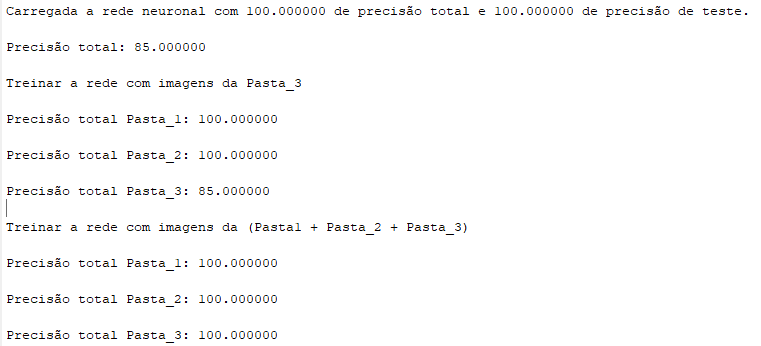 Carregada a rede neuronal com 100.000000 de precisão total e 100.000000 de precisão de teste.
Precisão total: 85.000000
Treinar a rede com imagens da Pasta_3
Precisão total Pasta_1: 100.000000
Precisão total Pasta_2: 100.000000
Precisão total Pasta_3: 85.000000
Treinar a rede com imagens da (Pasta1 + Pasta_2 + Pasta_3)
Precisão total Pasta_1: 100.000000
Precisão total Pasta_2: 100.000000
Precisão total Pasta_3: 100.000000